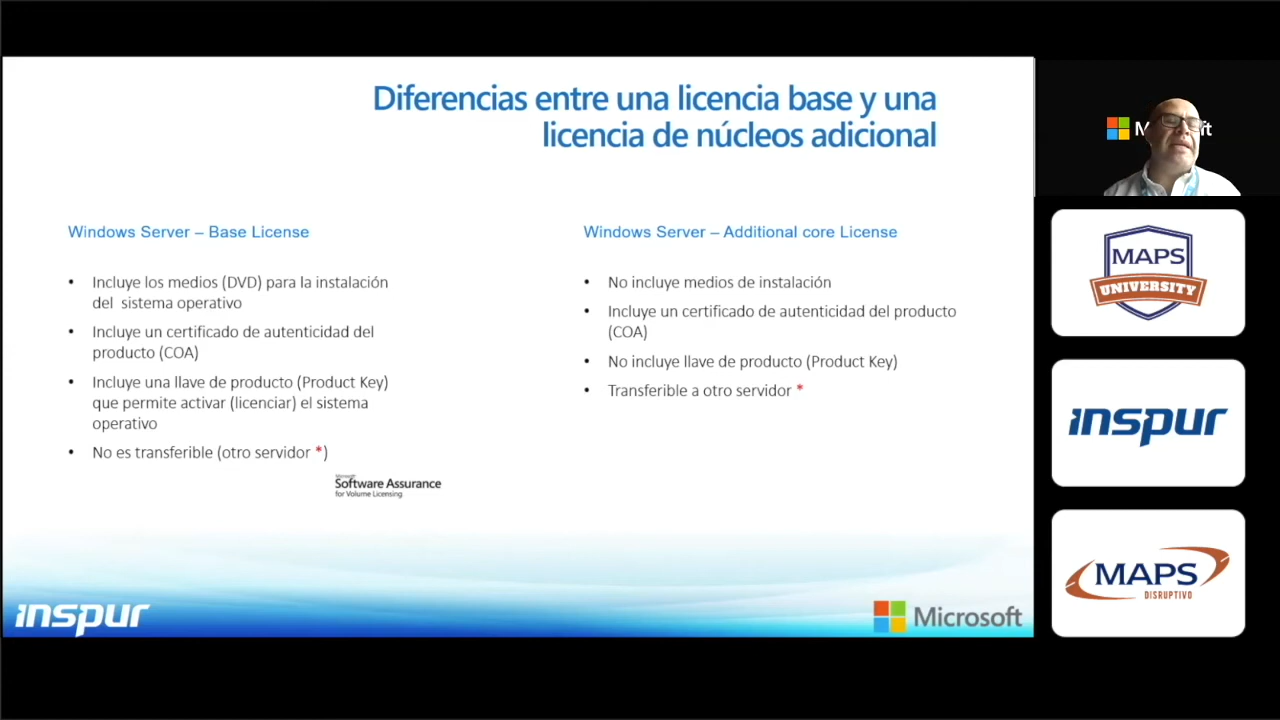 Diferencias entre una licencia base y una
licencia de núcleos adicional
Windows Server – Base License
• Incluye los medios (DVD) para la instalación
del sistema operativo
• Incluye un certificado de autenticidad del
producto (COA)
• Incluye una llave de producto (Product Key)
que permite activar (licenciar) el sistema
operativo
• No es transferible (otro servidor *)
Microsoft
Software Assurance
for Volume Licensing
Windows Server – Additional core License
• No incluye medios de instalación
• Incluye un certificado de autenticidad del producto
(COA)
• No incluye llave de producto (Product Key)
• Transferible a otro servidor *
inspur
Microsoft
MAPS
UNIVERSITY
inspur
MAPS
DISRUPTIVO